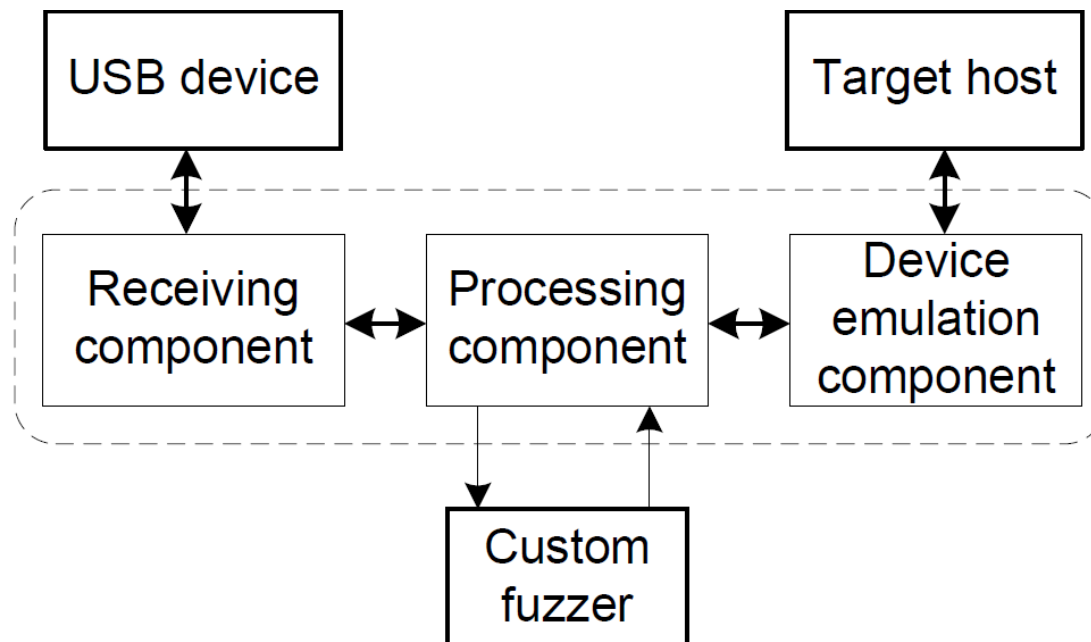 USB device
Target host
Receiving
component
Processing
component
Device
emulation
component
Custom
fuzzer